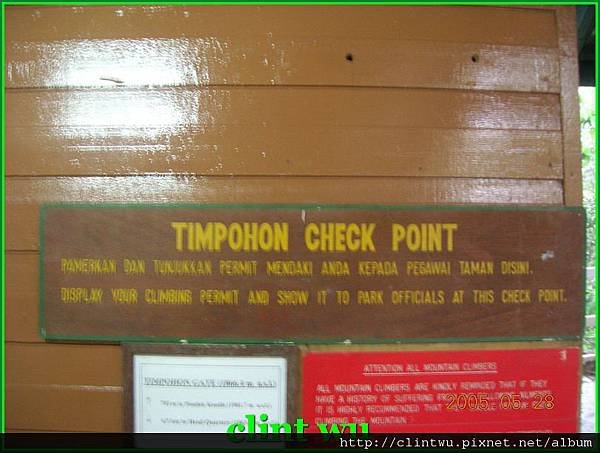 TIMPOHON CHECK POINT
PAMERKAN DAN TUNJUKKAN PERMIT MENDAKI ANDA KEPADA PEGAWAI TAMAN DISINI.
DISPLAY YOUR CLIMBING PERMIT AND SHOW IT TO PARK OFFICIALS AT THIS CHECK POINT.
TIMPOHON GATE
ATTENTION ALL MOUNTAIN CLIMBERS
ALL MOUNTAIN CLIMBERS ARE KINDLY REMINDED THAT IF THEY
HAVE A HISTORY OF SUFFERING
IT IS HIGHLY RECOMMENDED THAT
CLIMBING THE MOUNTAIN
2005.05.28
clint wu
http://clintwu.pixnet.net/album